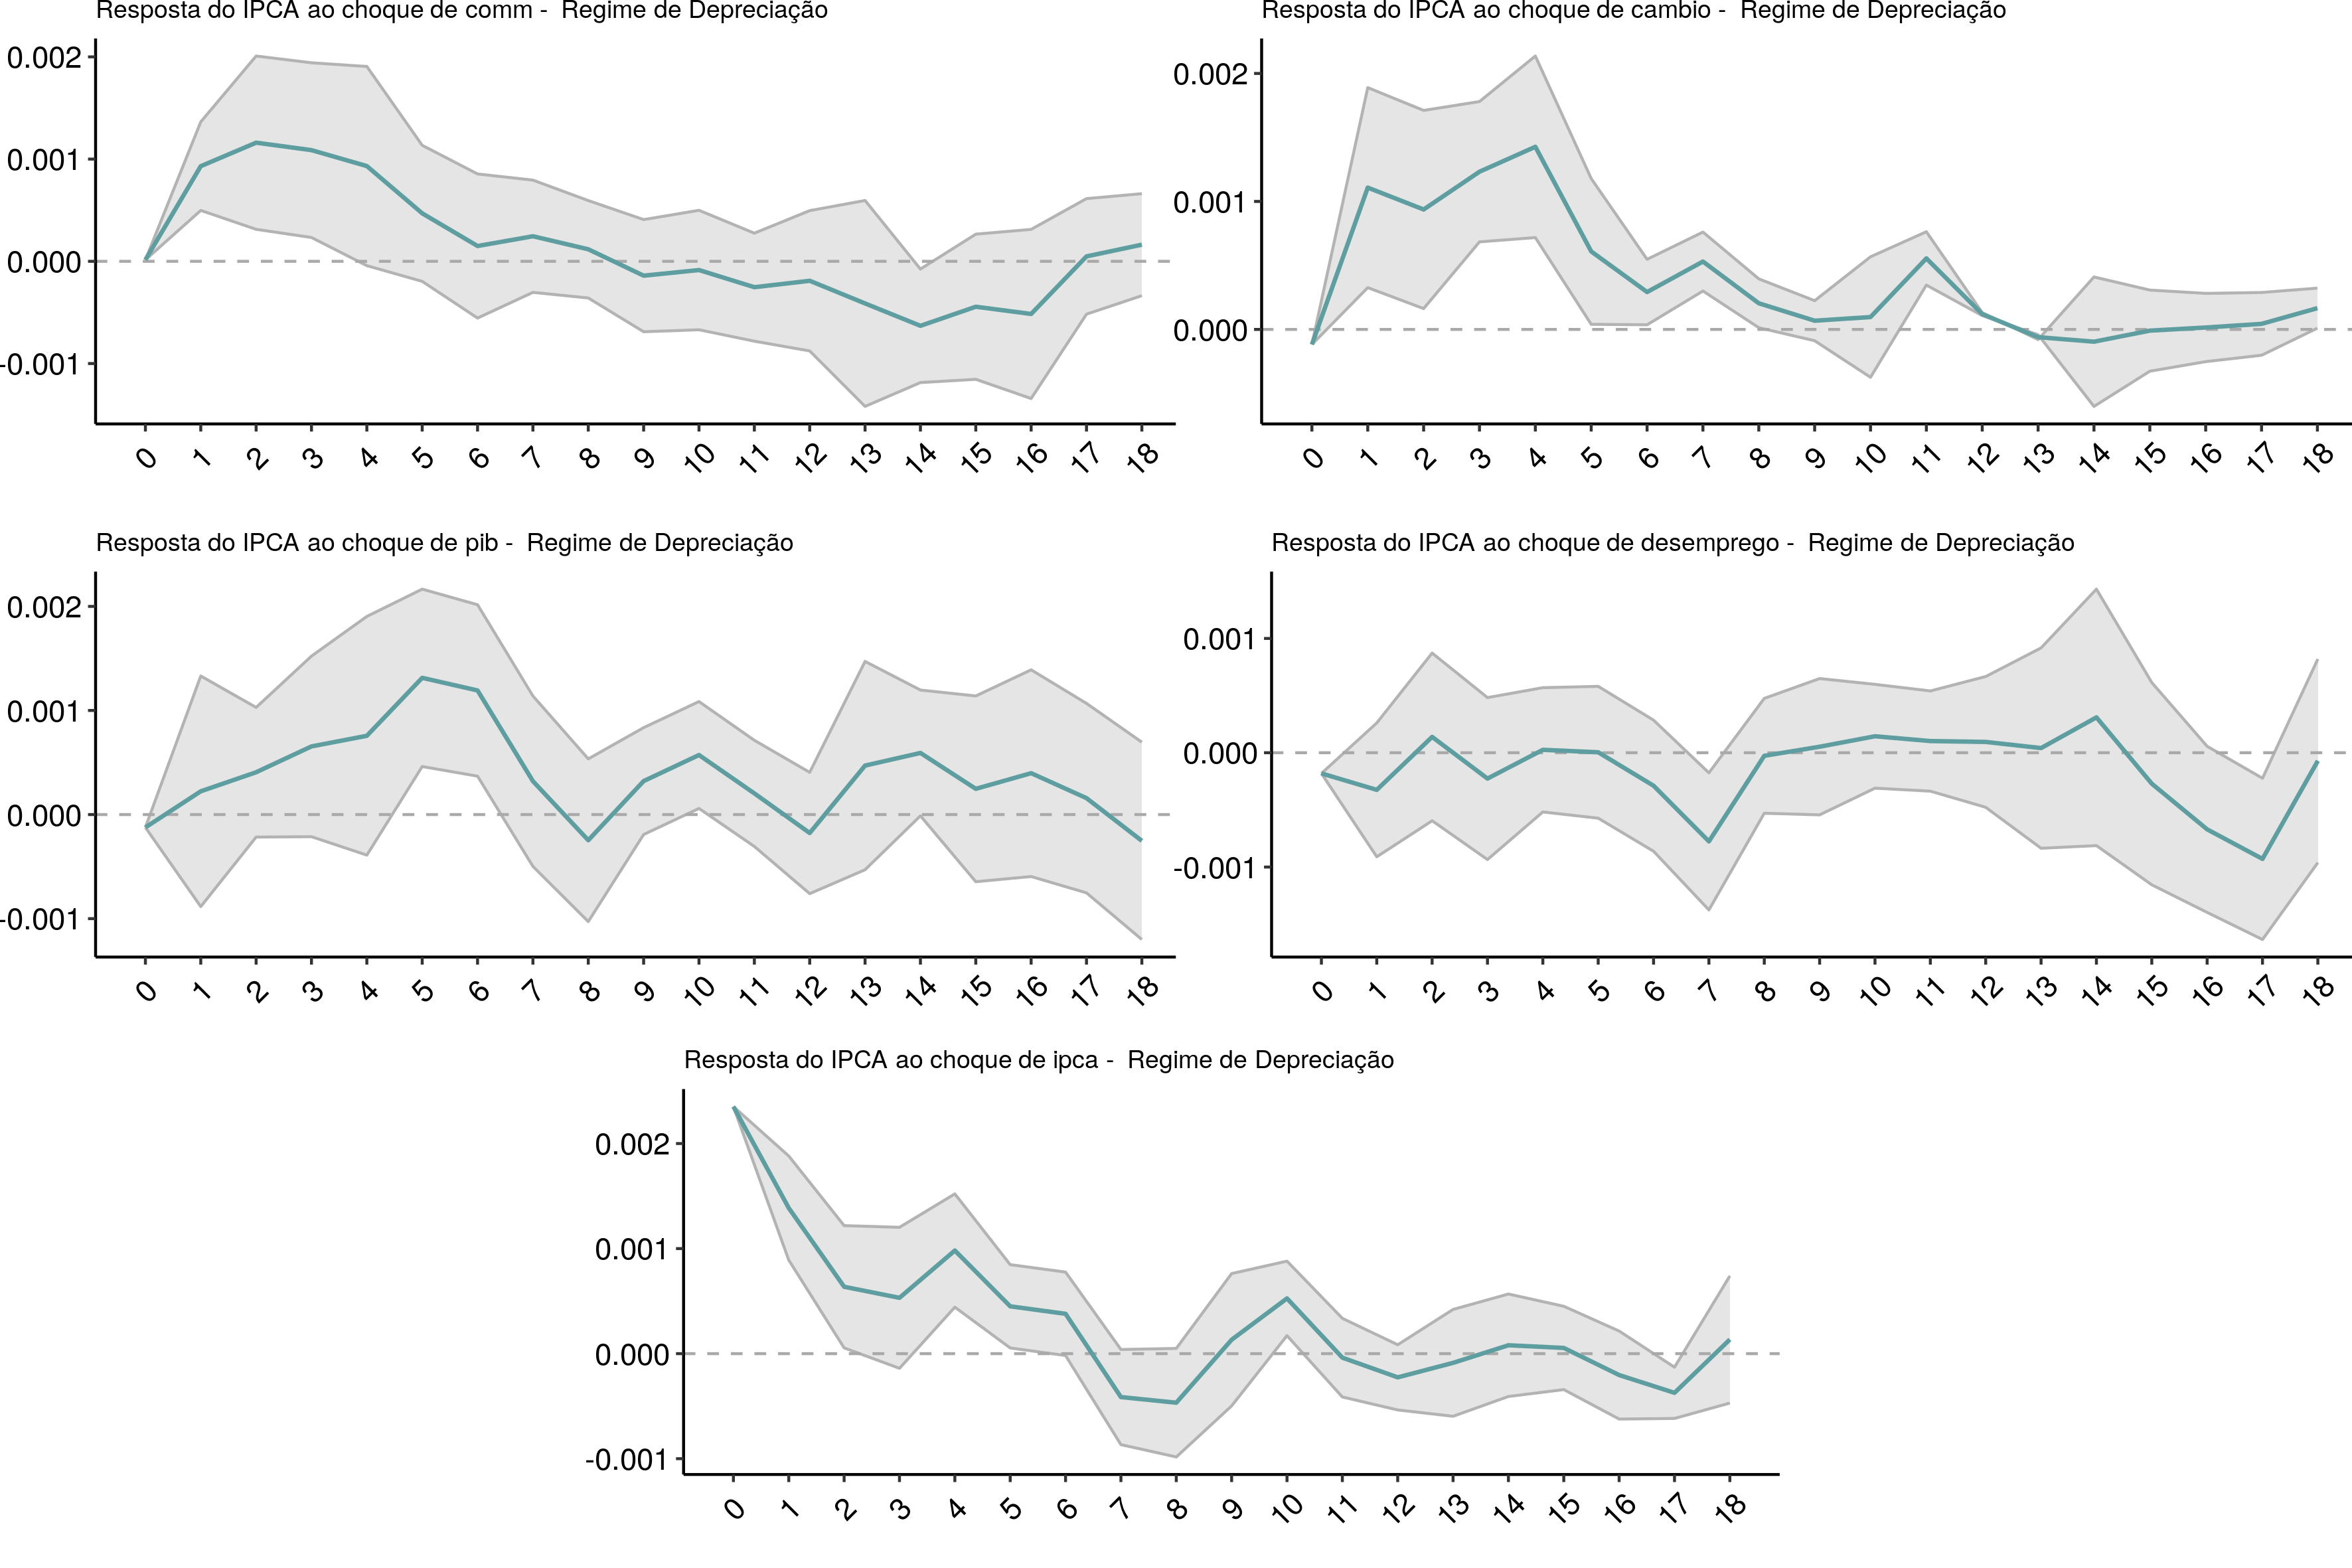 Resposta do IPCA ao choque de comm -  Regime de Depreciação
0.002
0.001
0.000
-0.001
0 1 2 3 4 5 6 7 8 9 10 11 12 13 14 15 16 17 18
Resposta do IPCA ao choque de cambio -  Regime de Depreciação
0.002
0.001
0.000
0 1 2 3 4 5 6 7 8 9 10 11 12 13 14 15 16 17 18
Resposta do IPCA ao choque de pib -  Regime de Depreciação
0.002
0.001
0.000
-0.001
0 1 2 3 4 5 6 7 8 9 10 11 12 13 14 15 16 17 18
Resposta do IPCA ao choque de desemprego -  Regime de Depreciação
0.001
0.000
-0.001
0 1 2 3 4 5 6 7 8 9 10 11 12 13 14 15 16 17 18
Resposta do IPCA ao choque de ipca -  Regime de Depreciação
0.002
0.001
0.000
-0.001
0 1 2 3 4 5 6 7 8 9 10 11 12 13 14 15 16 17 18